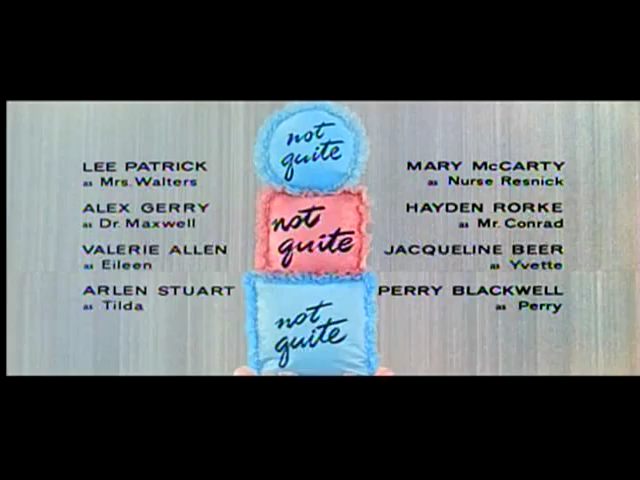 not
quite
not
quite
not
quite
LEE PATRICK
as Mrs. Walters
ALEX GERRY
as Dr. Maxwell
VALERIE ALLEN
as Eileen
ARLEN STUART
as Tilda
MARY McCARTY
as Nurse Resnick
HAYDEN RORKE
as Mr. Conrad
JACQUELINE BEER
as Yvette
PERRY BLACKWELL
as Perry